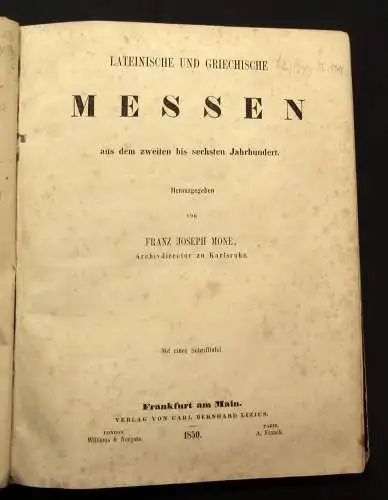 LATEINISCHE UND GRIECHISCHE
MESSEN
aus dem zweiten bis sechsten Jahrhundert.
Herausgegeben
von
FRANZ JOSEPH MONE,
Archivdirector zu Karlsruhe.
Mit einer Schrifttafel.
Frankfurt am Main.
VERLAG VON CARL BERNHARD LIZIUS.
LONDON,
Williams & Norgate.
1850.
PARIS,
A. Franck.